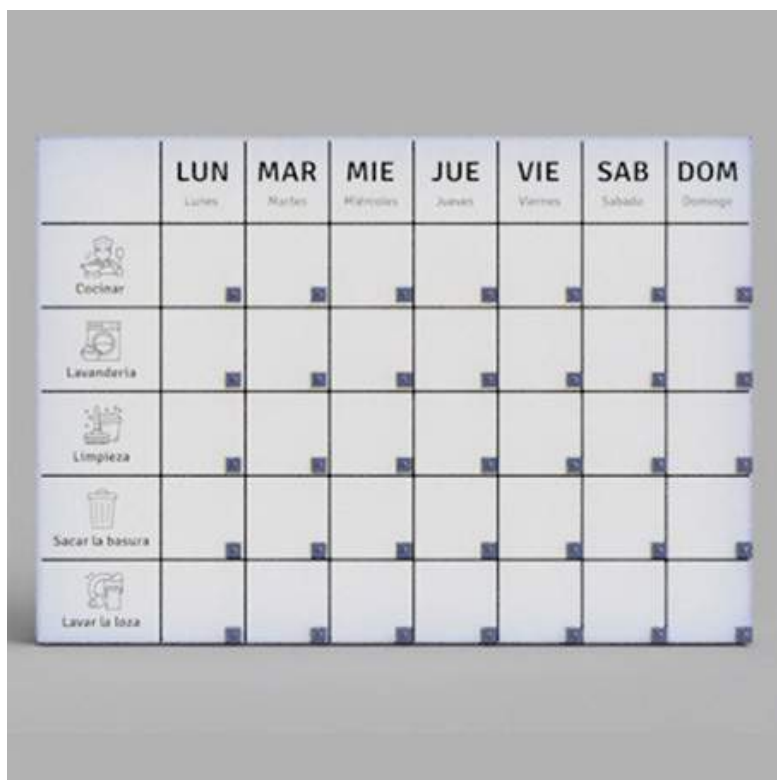 LUN MAR MIE JUE VIE SAB DOM
Lunes Martes Miércoles Jueves Viernes Sabado Domingo
Cocinar
Lavanderia
Limpieza
Sacar la basura
Lavar la loza